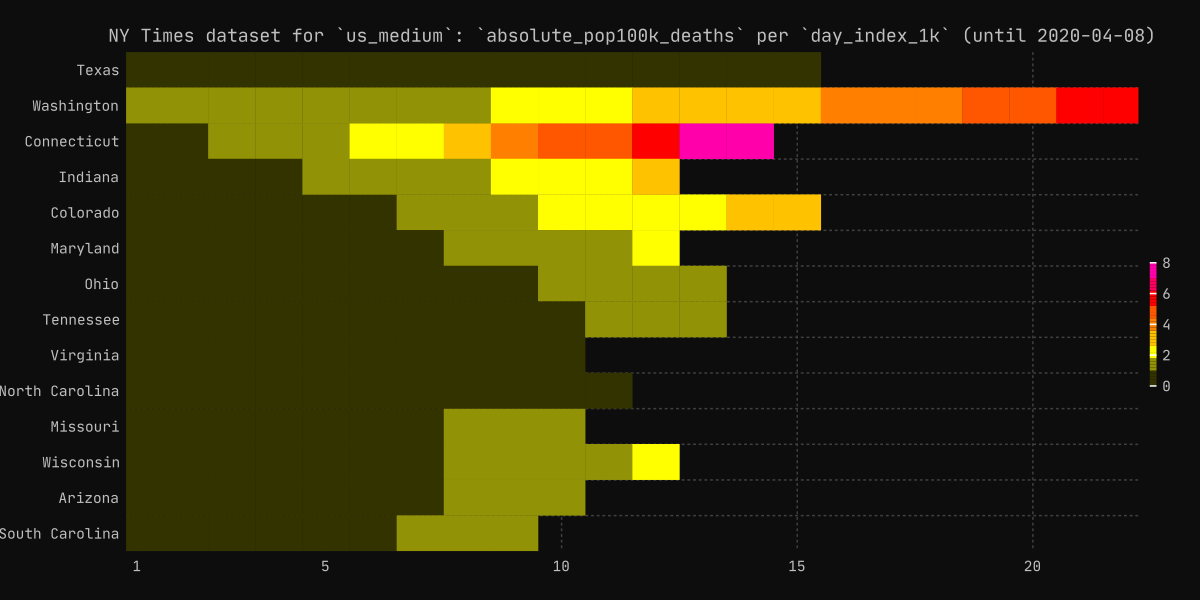 NY Times dataset for `us_medium`: `absolute_pop100k_deaths` per `day_index_1k` (until 2020-04-08)
Texas
Washington
Connecticut
Indiana
Colorado
Maryland
Ohio
Tennessee
Virginia
North Carolina
Missouri
Wisconsin
Arizona
South Carolina
1 5 10 15 20
8
6
4
2
0